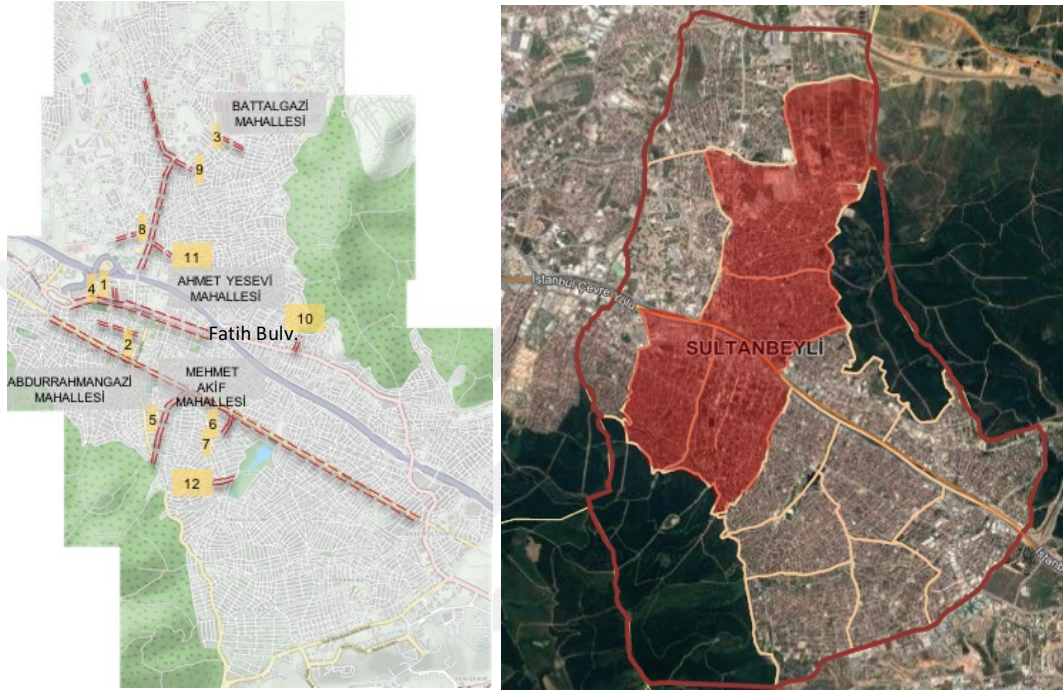 BATTALGAZİ
MAHALLESİ
3
9
8
11
AHMET YESEVİ
MAHALLESİ
1
4
10
Fatih Bulv.
2
MEHMET
AKİF
MAHALLESİ
ABDURRAHMANGAZİ
MAHALLESİ
5
6
7
12
İstanbul Çevre Yolu
SULTANBEYLİ
İstanb